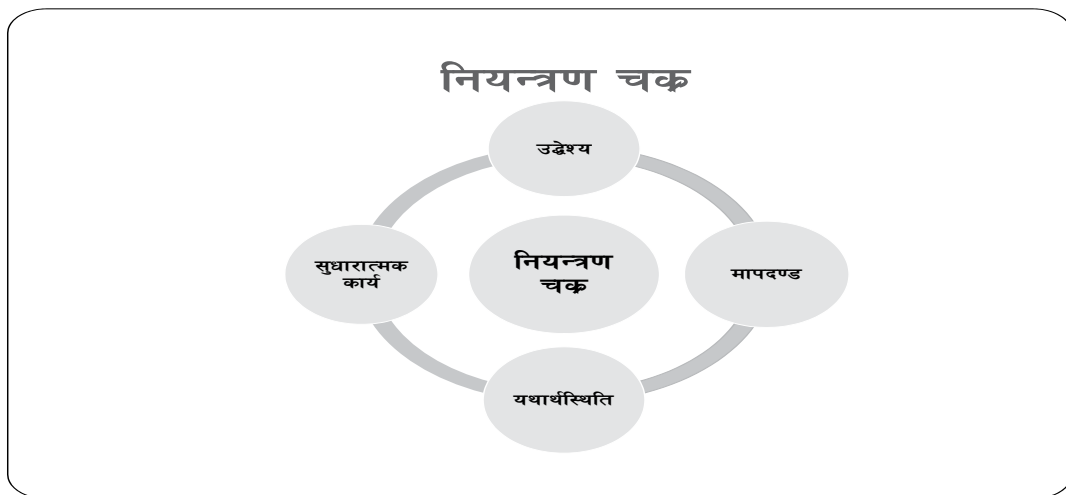 नियन्त्रण चक्र
उद्धेश्य
सुधारात्मक
कार्य
नियन्त्रण
चक्र
मापदण्ड
यथार्थस्थिति